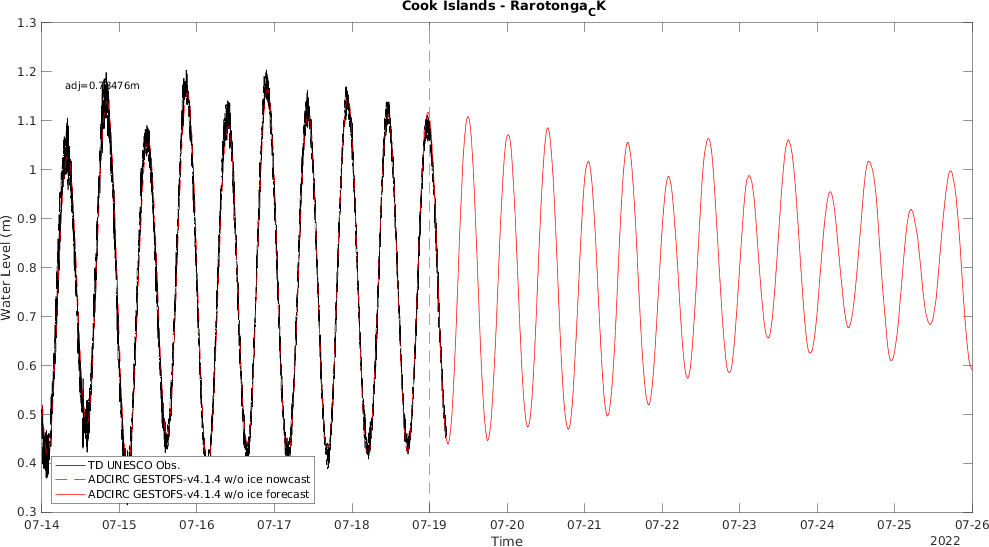 Cook Islands - Rarotonga_CK
1.3
1.2
1.1
1
0.9
0.8
0.7
0.6
0.5
0.4
0.3
Water Level (m)
TD UNESCO Obs.
ADCIRC GESTOFS-v4.1.4 w/o ice nowcast
ADCIRC GESTOFS-v4.1.4 w/o ice forecast
07-14 07-15 07-16 07-17 07-18 07-19 07-20 07-21 07-22 07-23 07-24 07-25 07-26
Time
2022